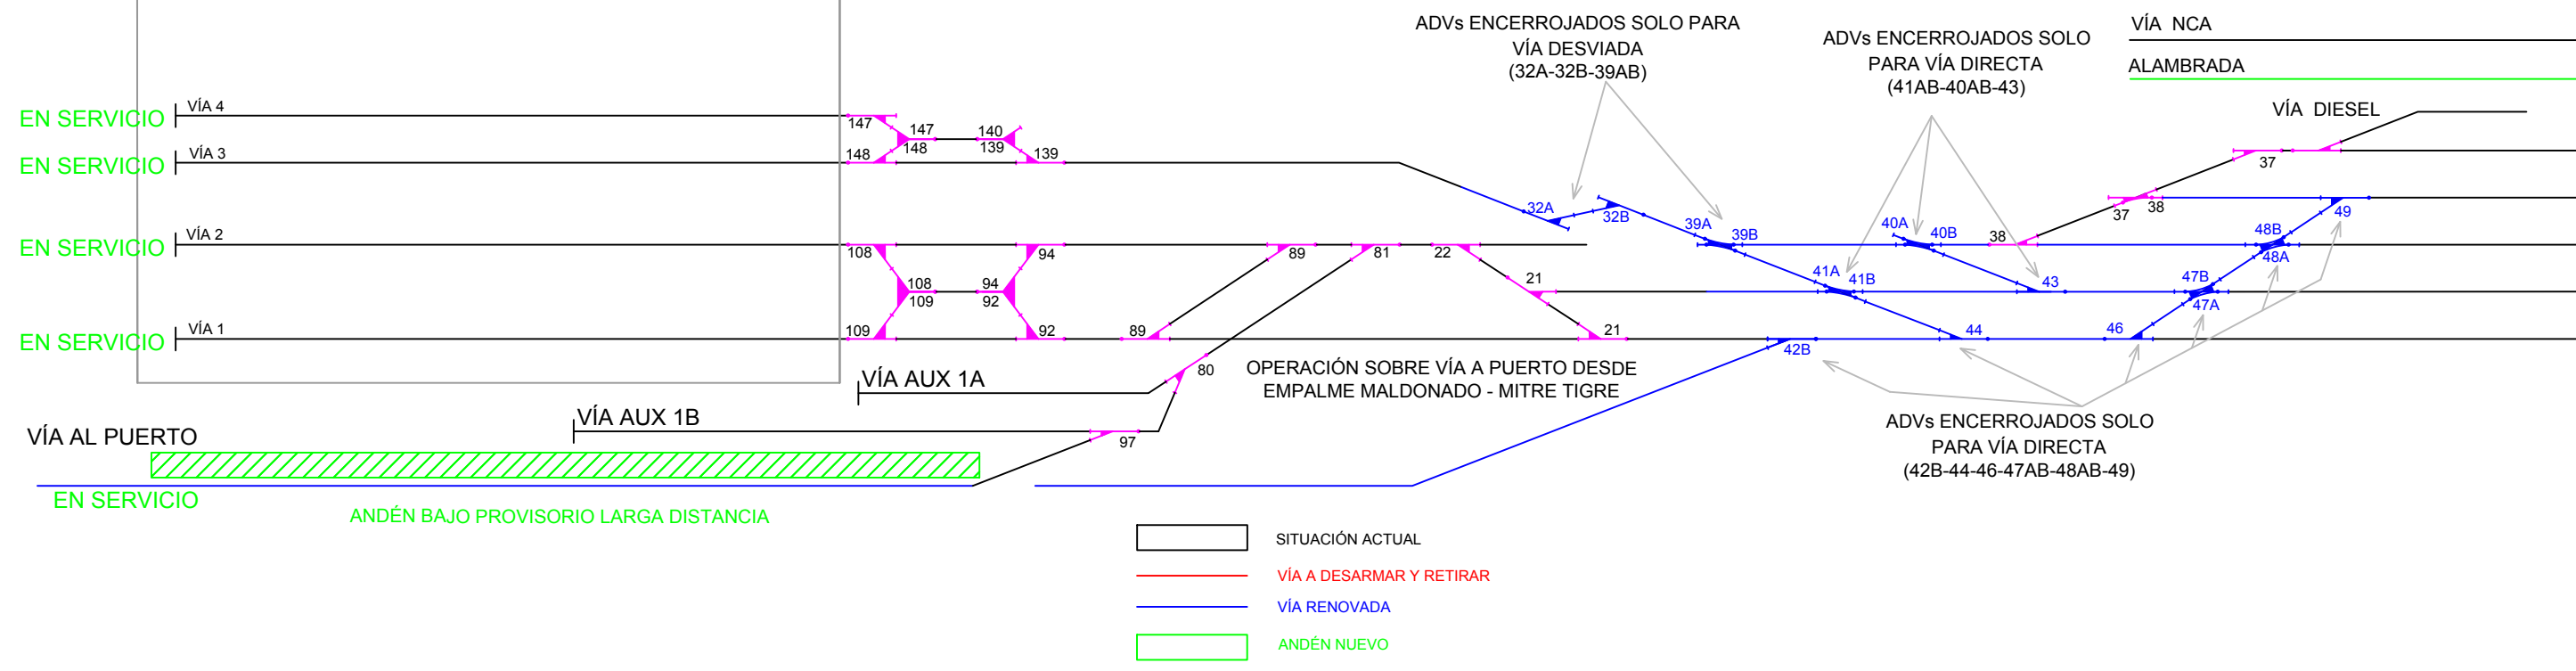 ADVs ENCERROJADOS SOLO PARA
VÍA DESVIADA
(32A-32B-39AB)
ADVs ENCERROJADOS SOLO
PARA VÍA DIRECTA
(41AB-40AB-43)
VÍA NCA
ALAMBRADA
VÍA DIESEL
EN SERVICIO
VÍA 4
147
147
148
140
139
EN SERVICIO
VÍA 3
148
139
37
32A
32B
39A
39B
40A
40B
38
37
38
49
EN SERVICIO
VÍA 2
108
94
89
81
22
48B
48A
108
109
94
92
21
41A
41B
43
47B
47A
EN SERVICIO
VÍA 1
109
92
89
21
42B
44
46
80
VÍA AUX 1A
OPERACIÓN SOBRE VÍA A PUERTO DESDE
EMPALME MALDONADO - MITRE TIGRE
VÍA AUX 1B
97
VÍA AL PUERTO
EN SERVICIO
ANDÉN BAJO PROVISORIO LARGA DISTANCIA
ADVs ENCERROJADOS SOLO
PARA VÍA DIRECTA
(42B-44-46-47AB-48AB-49)
SITUACIÓN ACTUAL
VÍA A DESARMAR Y RETIRAR
VÍA RENOVADA
ANDÉN NUEVO